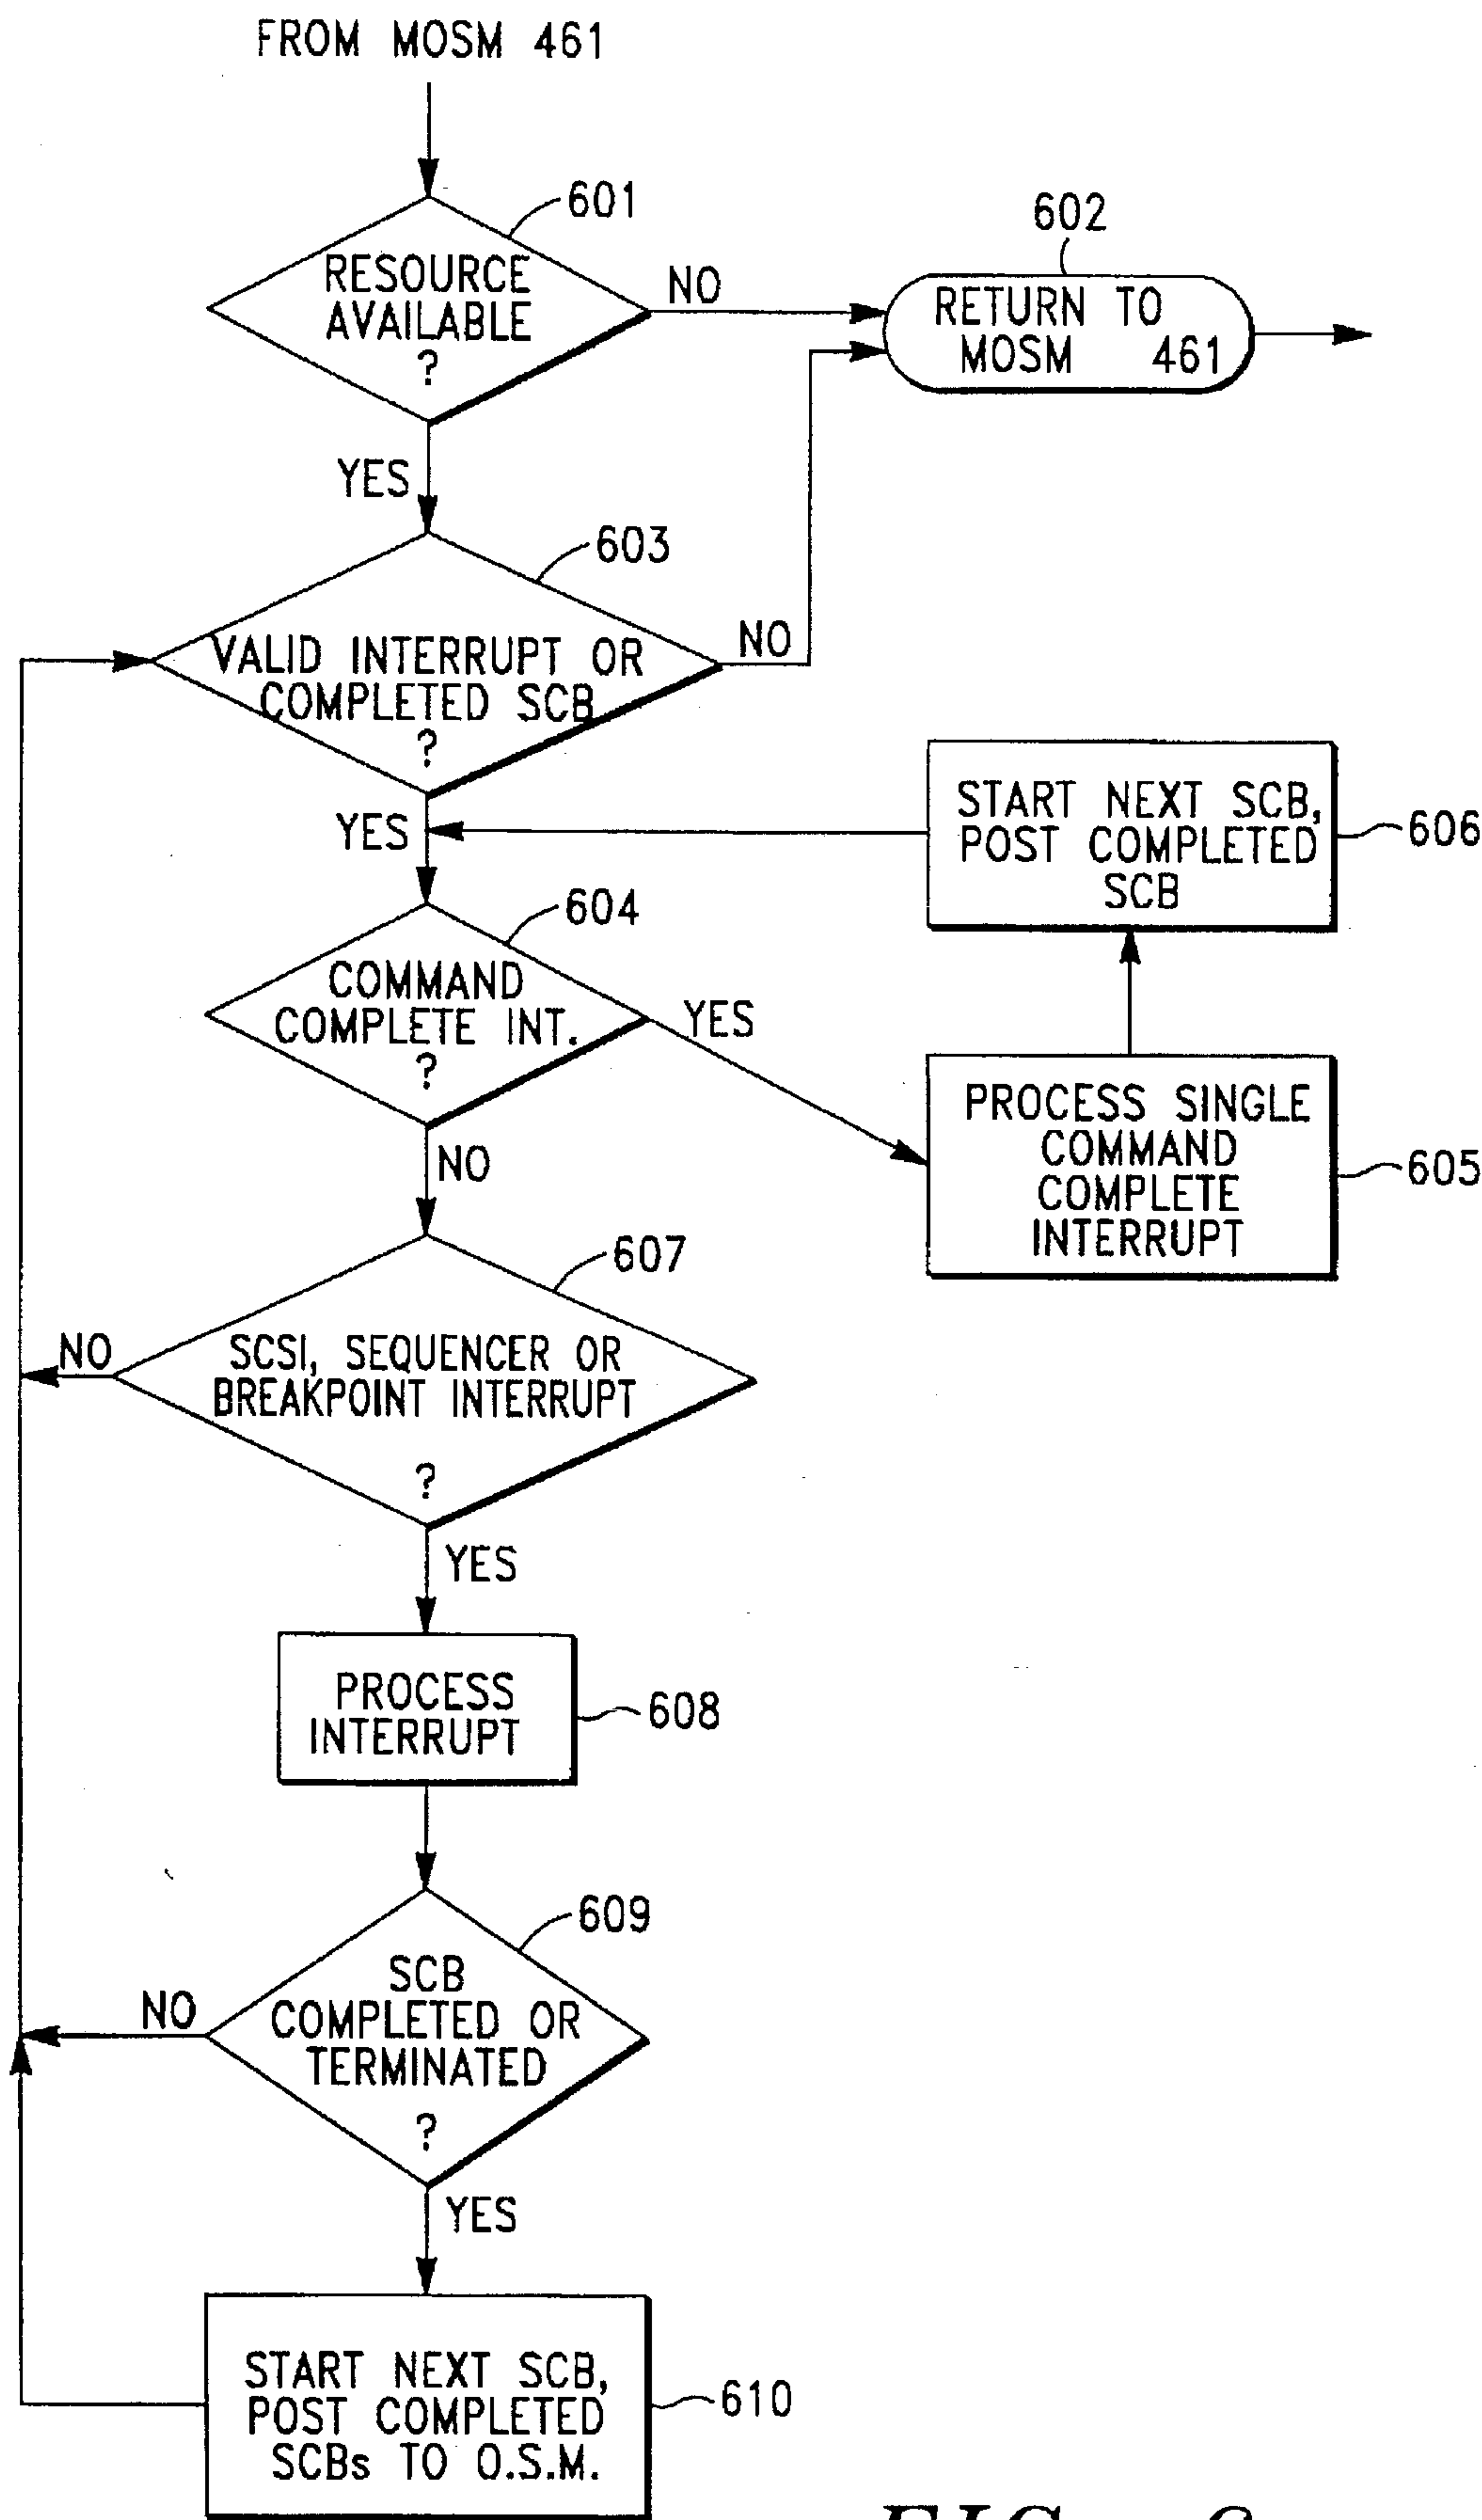 FROM MOSM 461
601
RESOURCE
AVAILABLE
?
NO
602
RETURN TO
MOSM 461
YES
603
VALID INTERRUPT OR
COMPLETED SCB
?
NO
YES
START NEXT SCB,
POST COMPLETED
SCB
606
604
COMMAND
COMPLETE INT.
?
YES
PROCESS SINGLE
COMMAND
COMPLETE
INTERRUPT
605
NO
607
SCSI, SEQUENCER OR
BREAKPOINT INTERRUPT
?
NO
YES
PROCESS
INTERRUPT
608
609
SCB
COMPLETED OR
TERMINATED
?
NO
YES
START NEXT SCB,
POST COMPLETED
SCBs TO O.S.M.
610